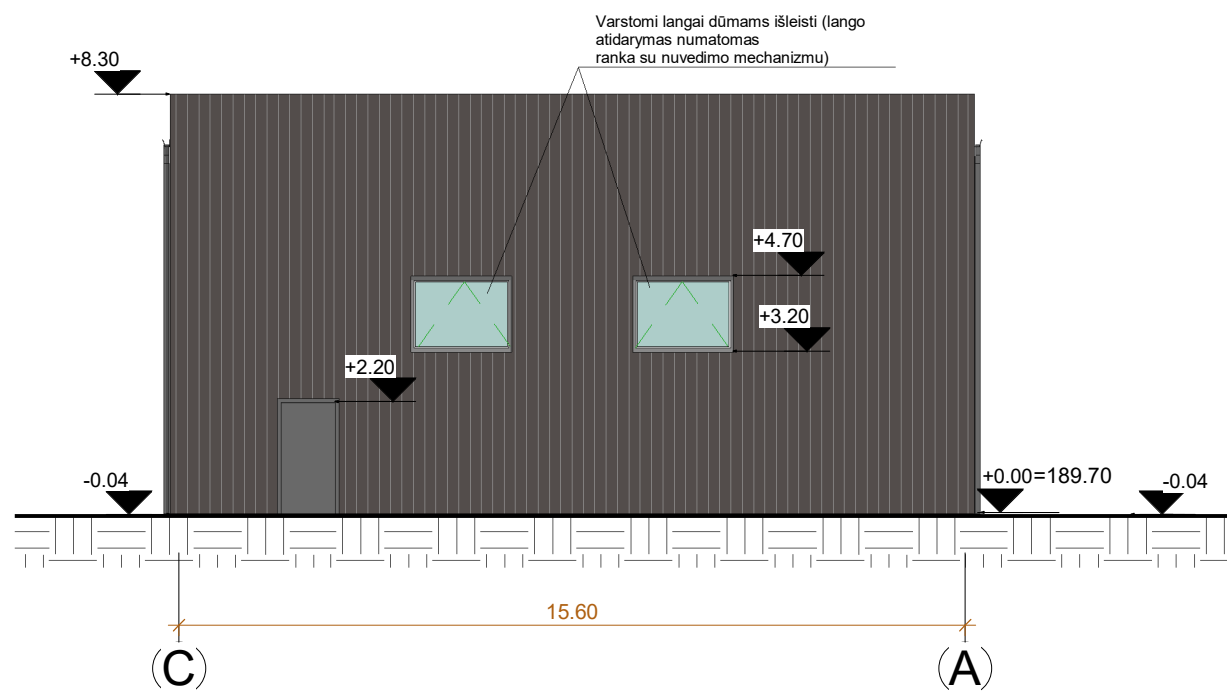 Varstomi langai dūmams išleisti (lango
atidarymas numatomas
ranka su nuvedimo mechanizmu)
+8.30
+4.70
+3.20
+2.20
-0.04
+0.00=189.70
-0.04
15.60
(C)
(A)